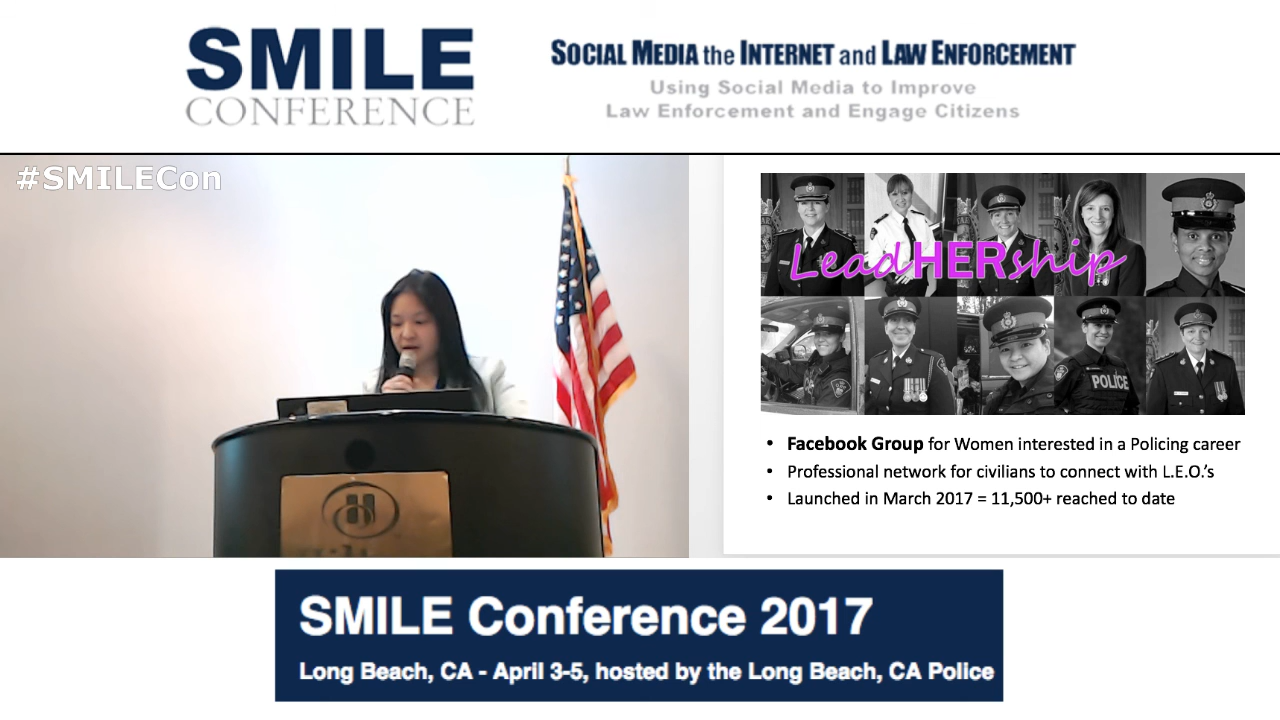 SMILE
CONFERENCE
SOCIAL MEDIA the INTERNET and LAW ENFORCEMENT
Using Social Media to Improve
Law Enforcement and Engage Citizens
#SMILECon
LeadHERship
POLICE
• Facebook Group for Women interested in a Policing career
• Professional network for civilians to connect with L.E.O.'s
• Launched in March 2017 = 11,500+ reached to date
SMILE Conference 2017
Long Beach, CA - April 3-5, hosted by the Long Beach, CA Police